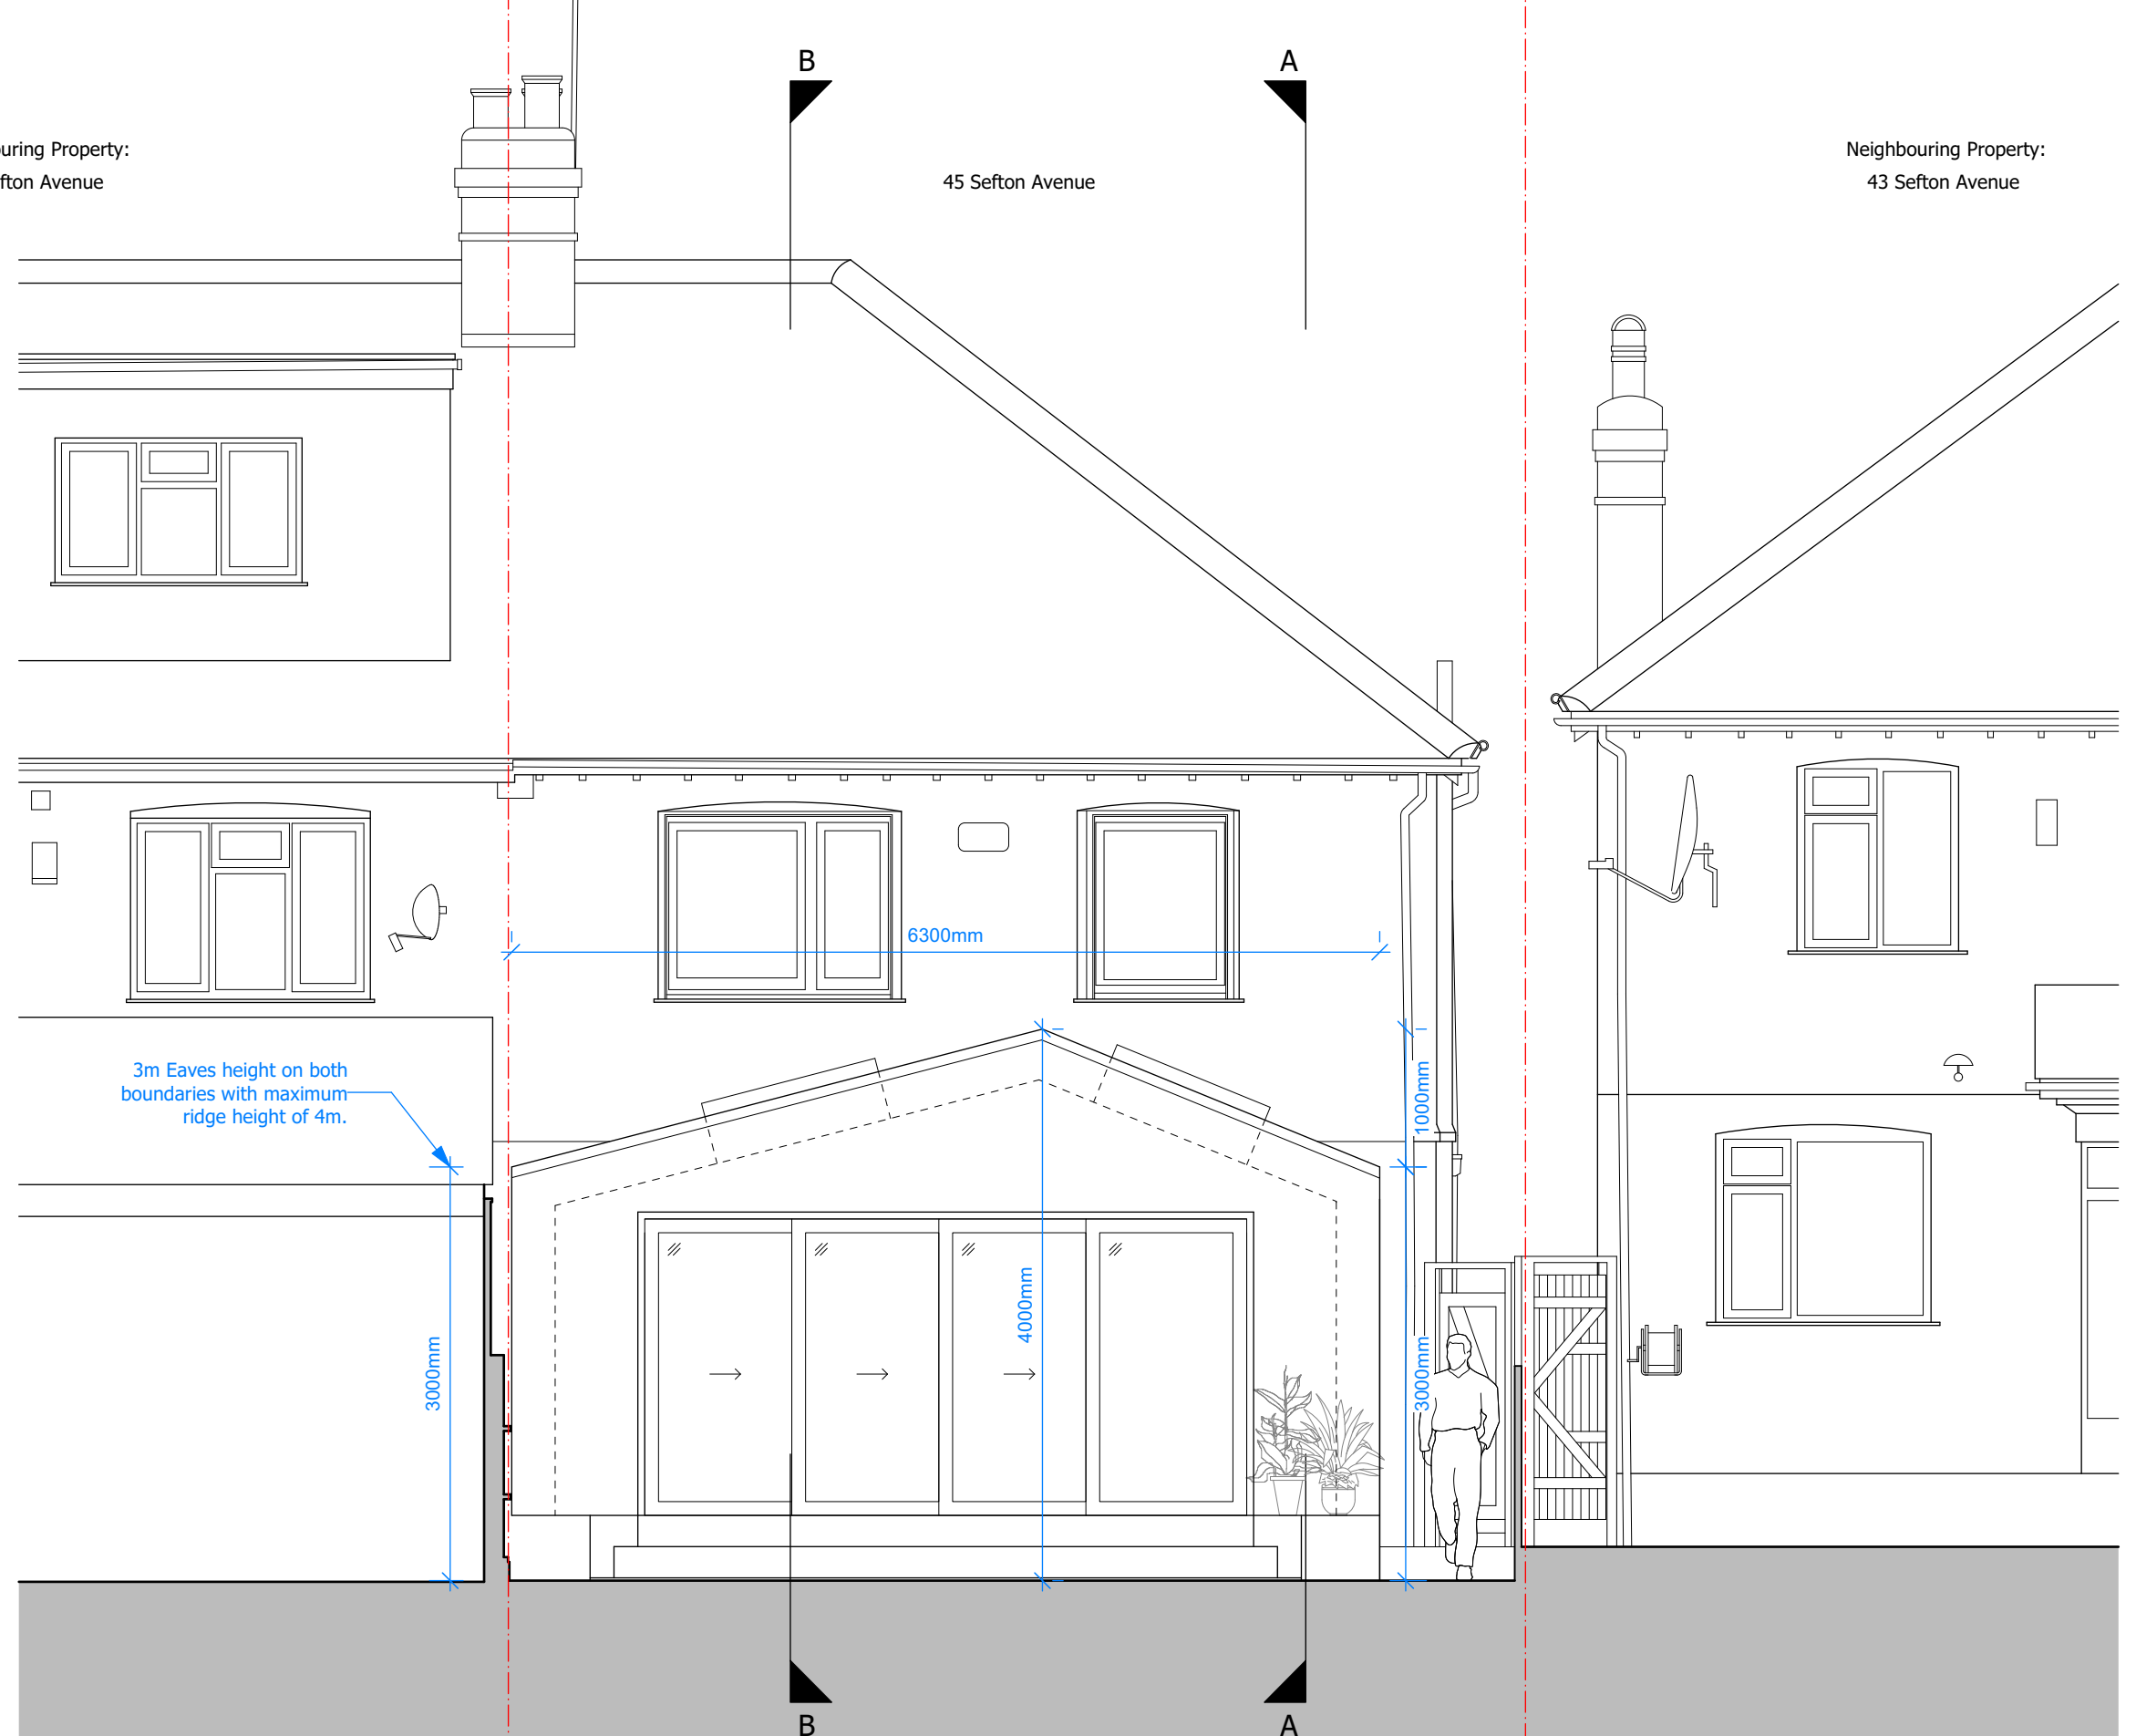 B
A
uring Property:
fton Avenue
45 Sefton Avenue
Neighbouring Property:
43 Sefton Avenue
6300mm
3m Eaves height on both
boundaries with maximum
ridge height of 4m.
1000mm
4000mm
3000mm
3000mm
B
A